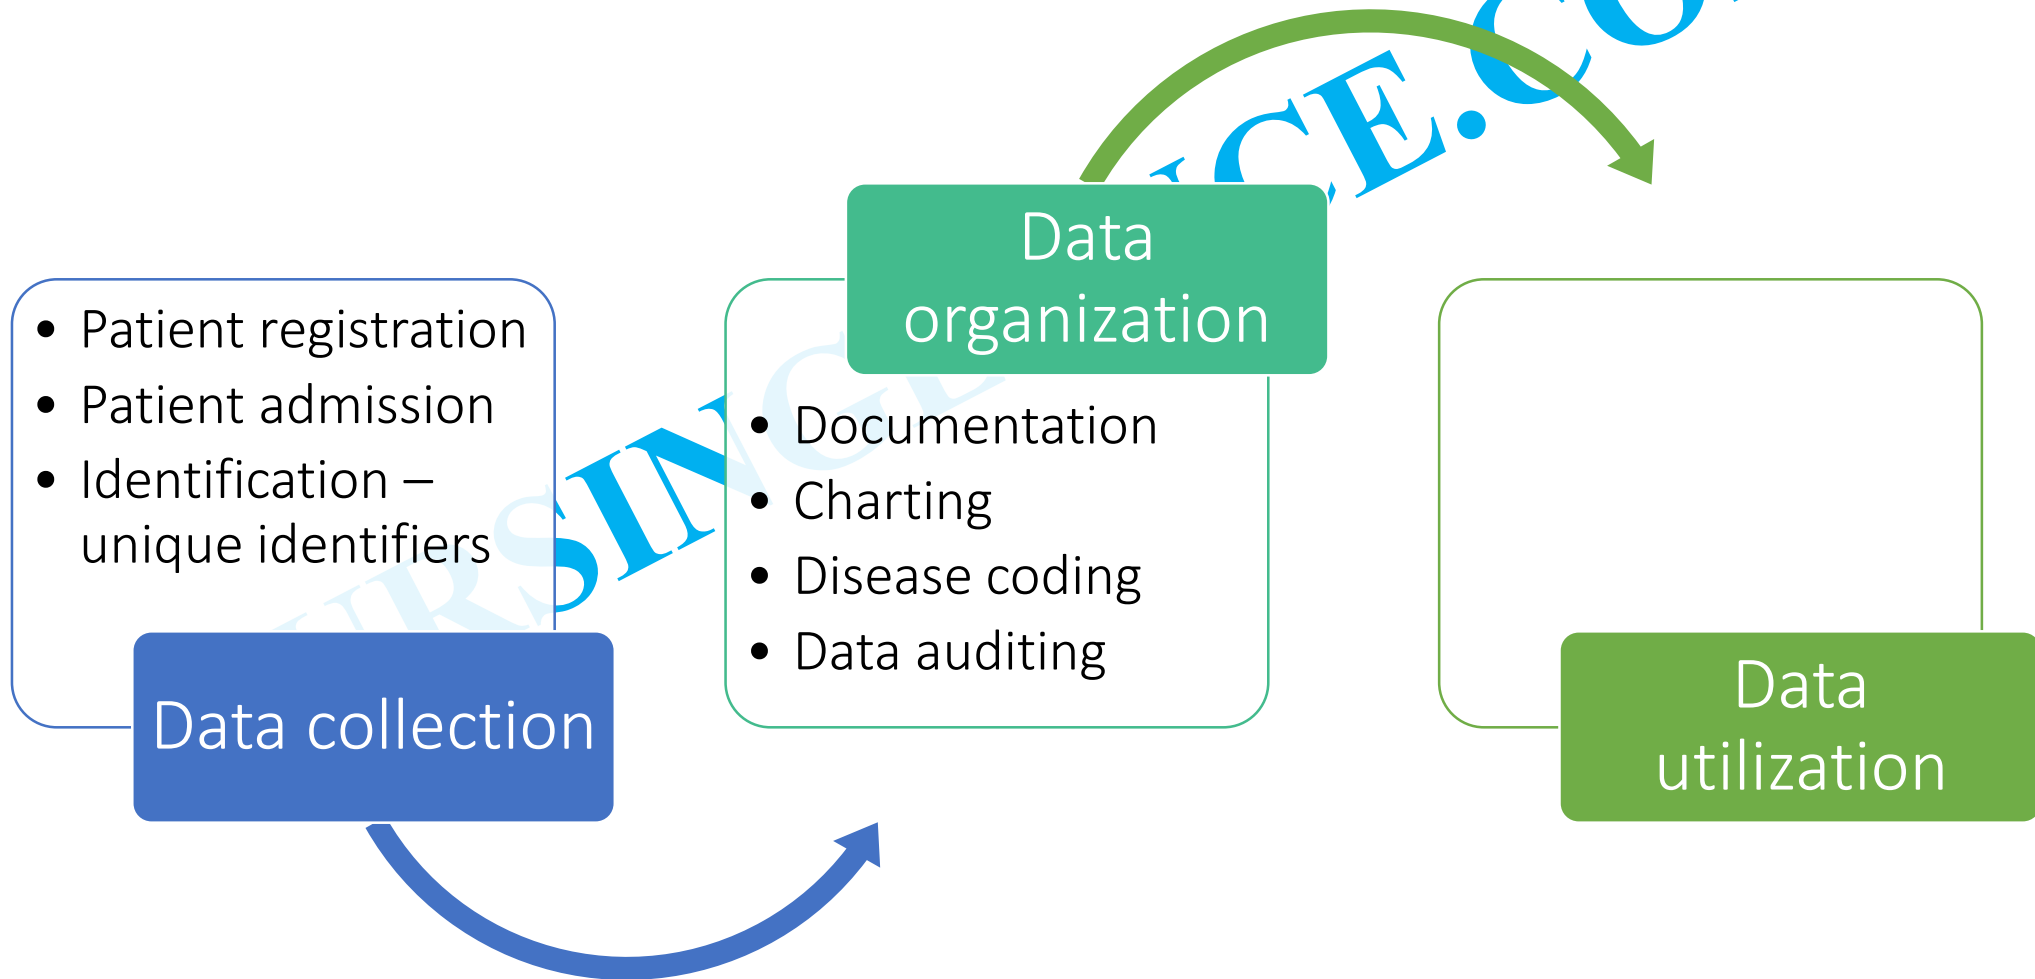 • Patient registration
• Patient admission
• Identification –
unique identifiers
Data collection
Data
organization
• Documentation
• Charting
• Disease coding
• Data auditing
Data
utilization